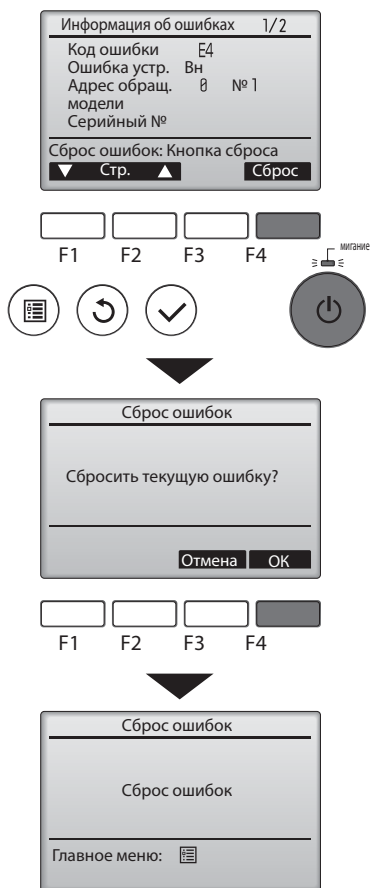 Информация об ошибках 1/2
Код ошибки E4
Ошибка устр. Вн
Адрес обращ. 0 №1
модели
Серийный №
Сброс ошибок: Кнопка сброса
Стр. Сброс
F1 F2 F3 F4
мигание
Сброс ошибок
Сбросить текущую ошибку?
Отмена OK
F1 F2 F3 F4
Сброс ошибок
Сброс ошибок
Главное меню: